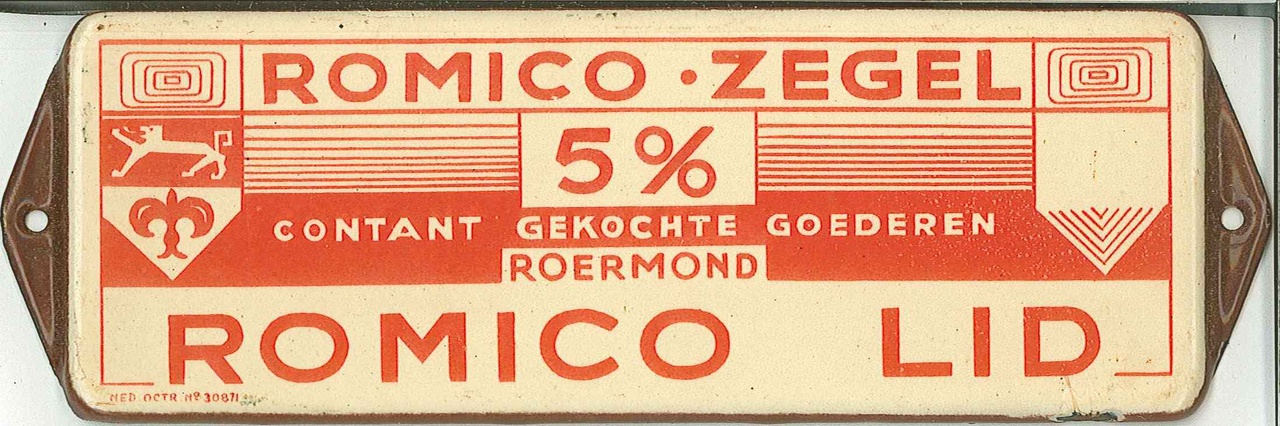 ROMICO · ZEGEL
5%
CONTANT GEKOCHTE GOEDEREN
ROERMOND
ROMICO LID
NED. OCTR. Nº 30871